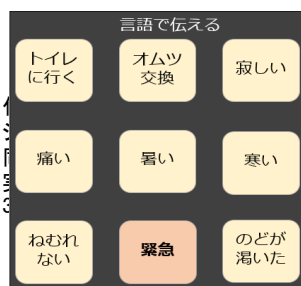 言語で伝える
トイレ
に行く
オムツ
交換
寂しい
痛い
暑い
寒い
ねむれ
ない
緊急
のどが
渇いた